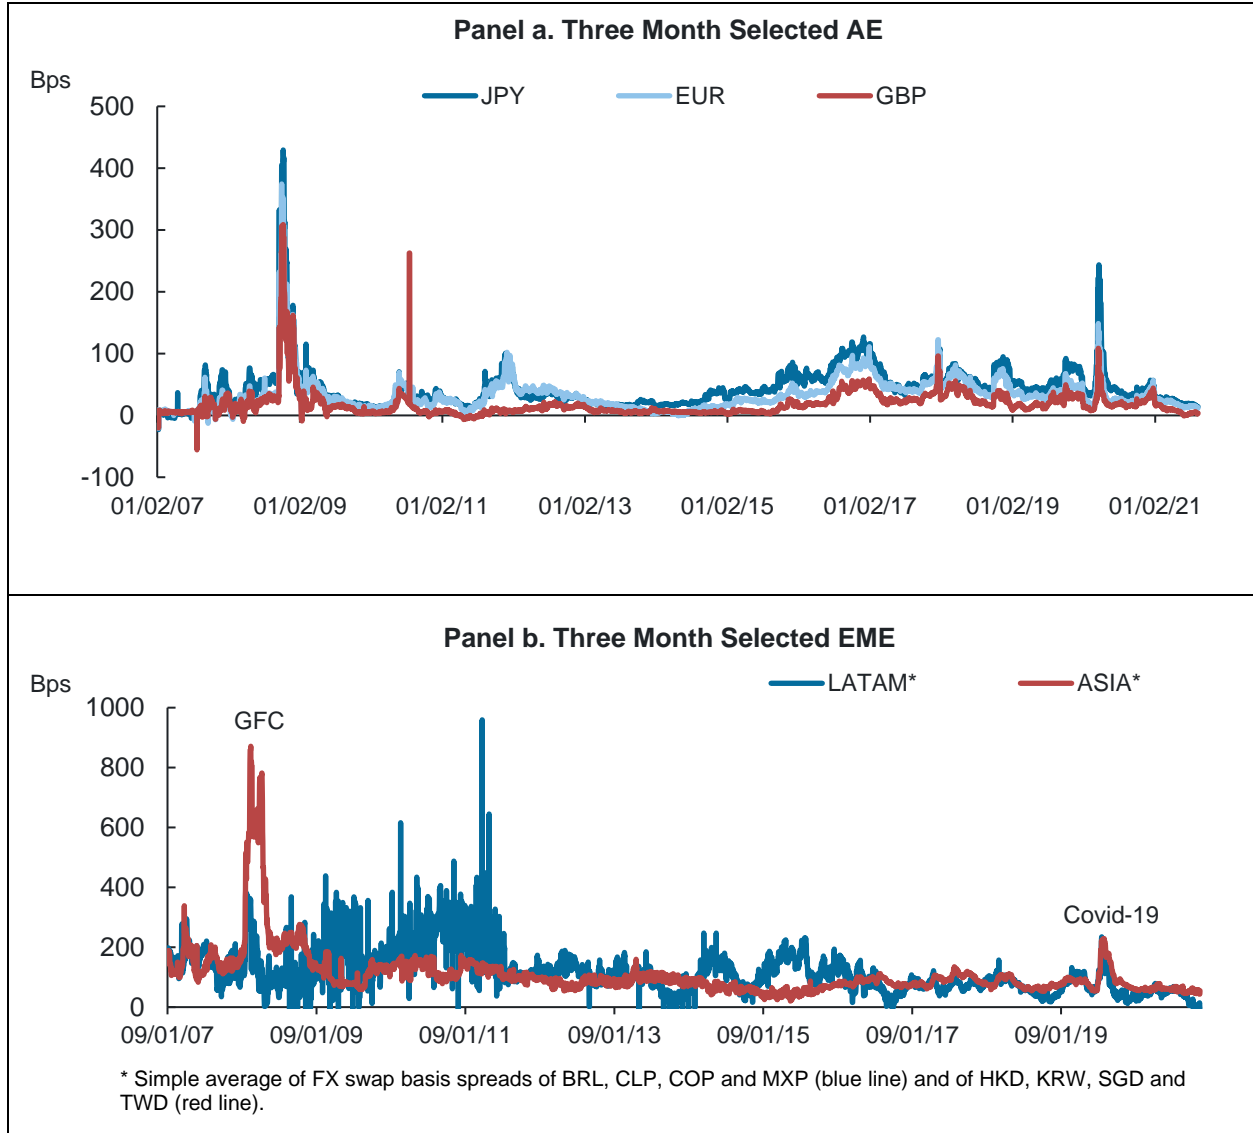 Panel a. Three Month Selected AE
Bps
JPY EUR GBP
500
400
300
200
100
0
-100
01/02/07 01/02/09 01/02/11 01/02/13 01/02/15 01/02/17 01/02/19 01/02/21
Panel b. Three Month Selected EME
Bps
LATAM* ASIA*
1000
GFC
800
600
400
Covid-19
200
0
09/01/07 09/01/09 09/01/11 09/01/13 09/01/15 09/01/17 09/01/19
* Simple average of FX swap basis spreads of BRL, CLP, COP and MXP (blue line) and of HKD, KRW, SGD and
TWD (red line).